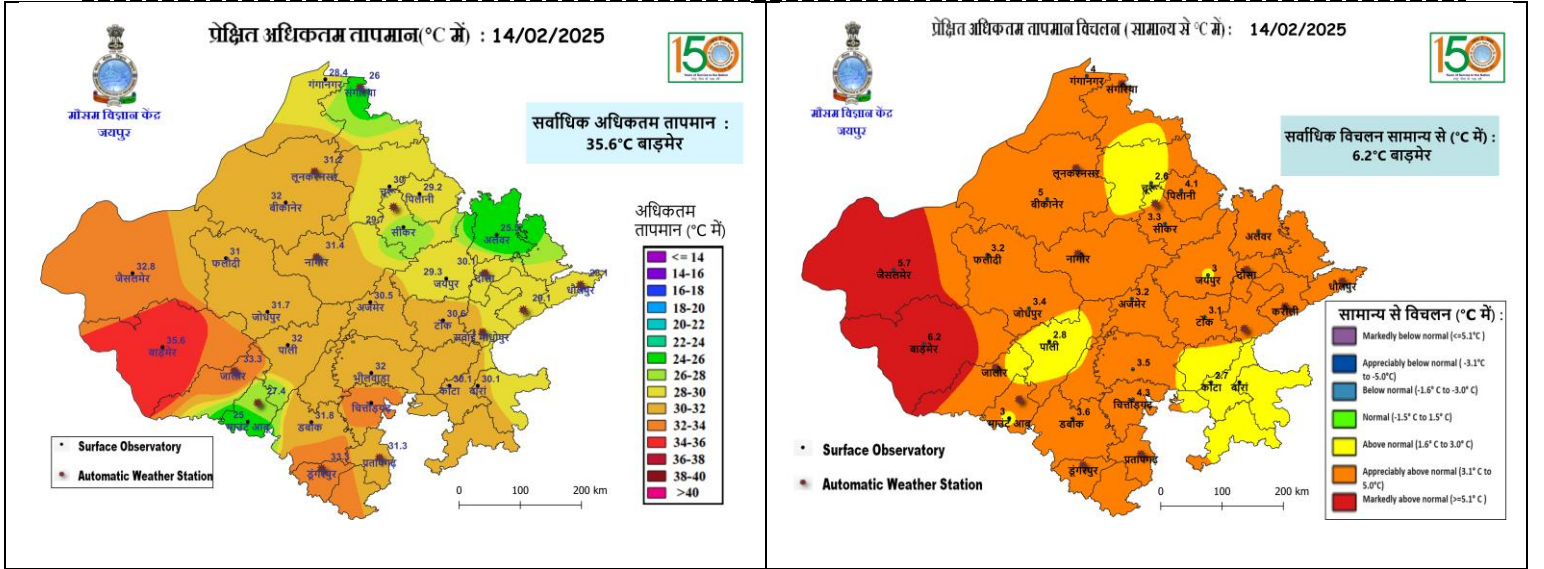 प्रेक्षित अधिकतम तापमान(°C में) : 14/02/2025
मौसम विज्ञान केंद्र
जयपुर
150
सर्वाधिक अधिकतम तापमान :
35.6°C बाड़मेर
28.4
गंगानगर
26
संगरिया
31.2
लूनकरनसर
30
चूरू
29.2
पिलानी
32
बीकानेर
29.7
सीकर
25.5
अलवर
31
फलौदी
31.4
नागौर
32.8
जैसलमेर
29.3
जयपुर
30.1
दौसा
28.1
धौलपुर
29.1
31.7
जोधपुर
30.5
अजमेर
30.6
टोंक
सवाई माधोपुर
35.6
बाड़मेर
32
पाली
33.3
जालौर
32
भीलवाड़ा
30.1
कोटा
30.1
बारां
27.4
25
माउंट आबू
31.8
डबोक
चित्तौड़गढ़
33.3
डूंगरपुर
31.3
प्रतापगढ़
अधिकतम
तापमान (°C में)
<= 14
14-16
16-18
18-20
20-22
22-24
24-26
26-28
28-30
30-32
32-34
34-36
36-38
38-40
>40
Surface Observatory
Automatic Weather Station
0 100 200 km
प्रेक्षित अधिकतम तापमान विचलन ( सामान्य से °C में) : 14/02/2025
मौसम विज्ञान केंद्र
जयपुर
150
सर्वाधिक विचलन सामान्य से (°C में) :
6.2°C बाड़मेर
4
गंगानगर
संगरिया
लूनकरनसर
2.6
चूरू
4.1
पिलानी
5
बीकानेर
3.3
सीकर
अलवर
3.2
फलौदी
नागौर
5.7
जैसलमेर
3
जयपुर
दौसा
धौलपुर
करौली
3.4
जोधपुर
3.2
अजमेर
3.1
टोंक
6.2
बाड़मेर
2.8
पाली
जालौर
3.5
2.7
कोटा
बारां
3
माउंट आबू
3.6
डबोक
4.3
चित्तौड़गढ़
डूंगरपुर
प्रतापगढ़
सामान्य से विचलन (°C में) :
Markedly below normal (<=5.1°C )
Appreciably below normal ( -3.1°C
to -5.0°C)
Below normal (-1.6° C to -3.0° C)
Normal (-1.5° C to 1.5° C)
Above normal (1.6° C to 3.0° C)
Appreciably above normal (3.1° C to
5.0°C)
Markedly above normal (>=5.1° C )
Surface Observatory
Automatic Weather Station
0 100 200 km